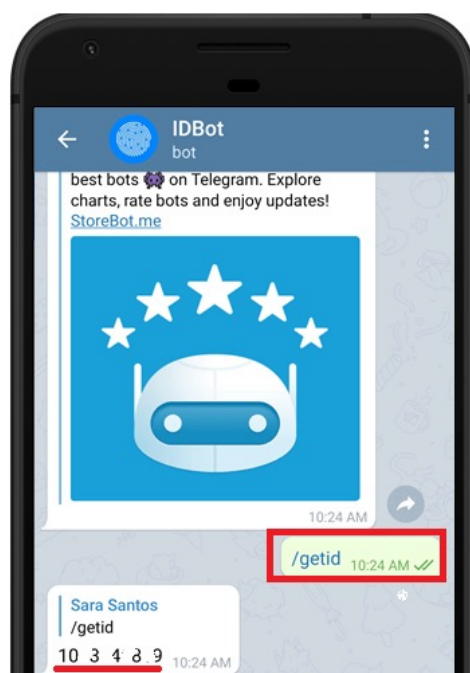 IDBot
bot
best bots 👾 on Telegram. Explore
charts, rate bots and enjoy updates!
StoreBot.me
10:24 AM
/getid 10:24 AM
Sara Santos
/getid
10:24 AM